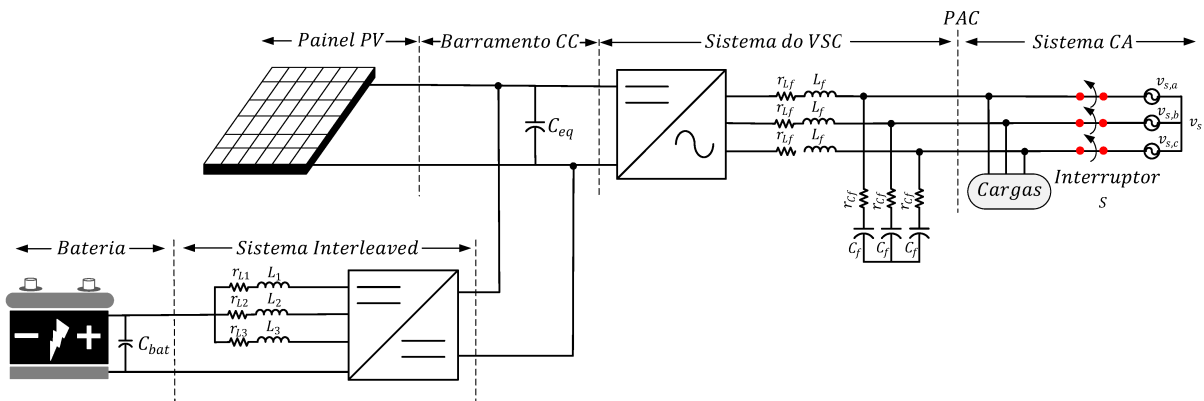 PAC
Painel PV
Barramento CC
Sistema do VSC
Sistema CA
r_Lf L_f
r_Lf L_f
r_Lf L_f
v_s,a
v_s,b
v_s,c
v_s
C_eq
Cargas
Interruptor
S
r_Cf r_Cf r_Cf
C_f C_f C_f
Bateria
Sistema Interleaved
r_L1 L_1
r_L2 L_2
r_L3 L_3
C_bat